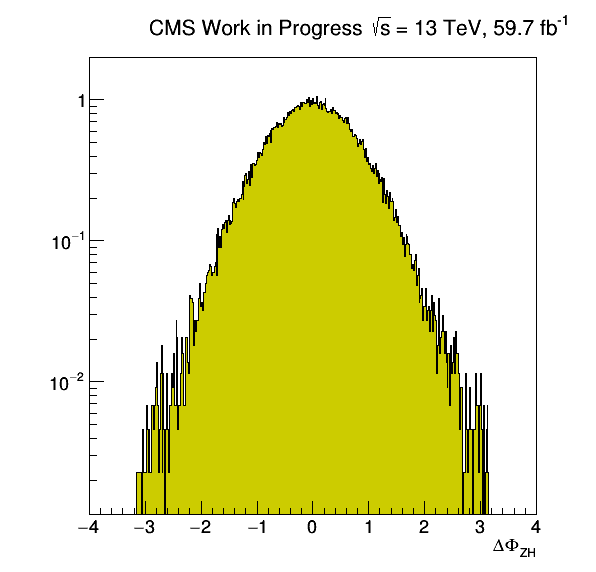 CMS Work in Progress √s = 13 TeV, 59.7 fb⁻¹
1
10⁻¹
10⁻²
−4 −3 −2 −1 0 1 2 3 4
ΔΦ_ZH